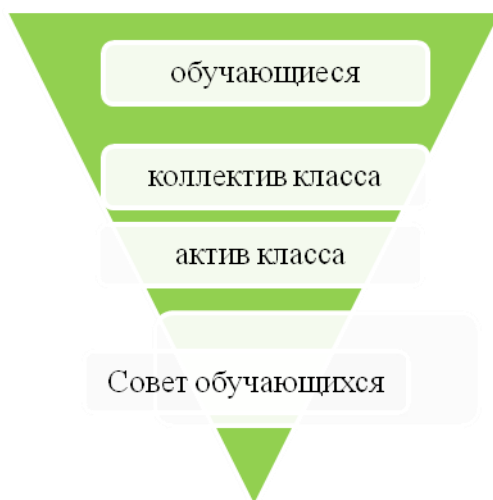 обучающиеся
коллектив класса
актив класса
Совет обучающихся